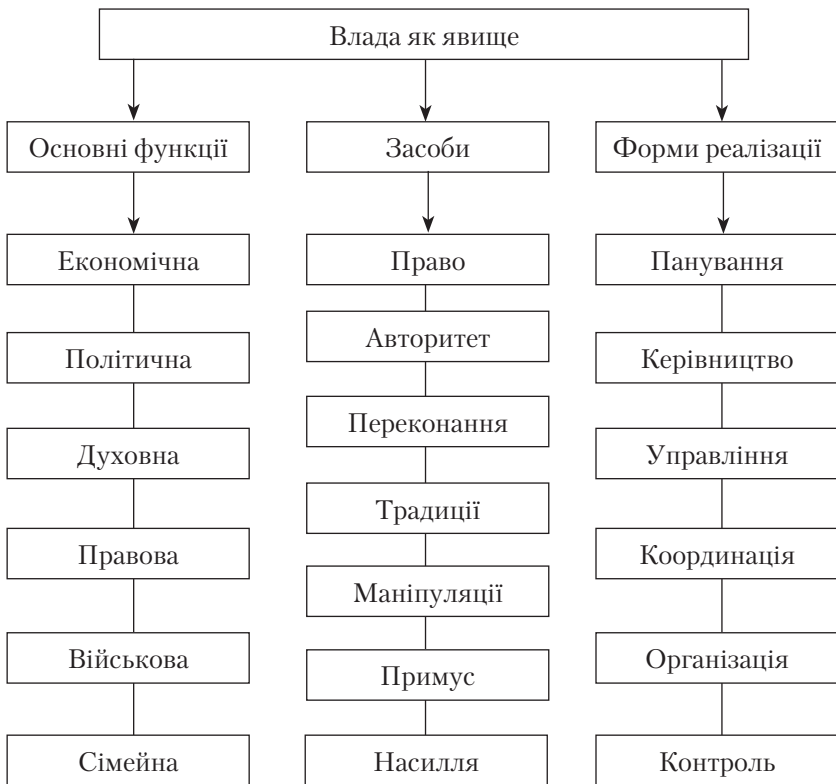 Влада як явище
Основні функції
Засоби
Форми реалізації
Економічна
Право
Панування
Авторитет
Політична
Керівництво
Переконання
Духовна
Управління
Традиції
Правова
Координація
Маніпуляції
Військова
Організація
Примус
Сімейна
Насилля
Контроль